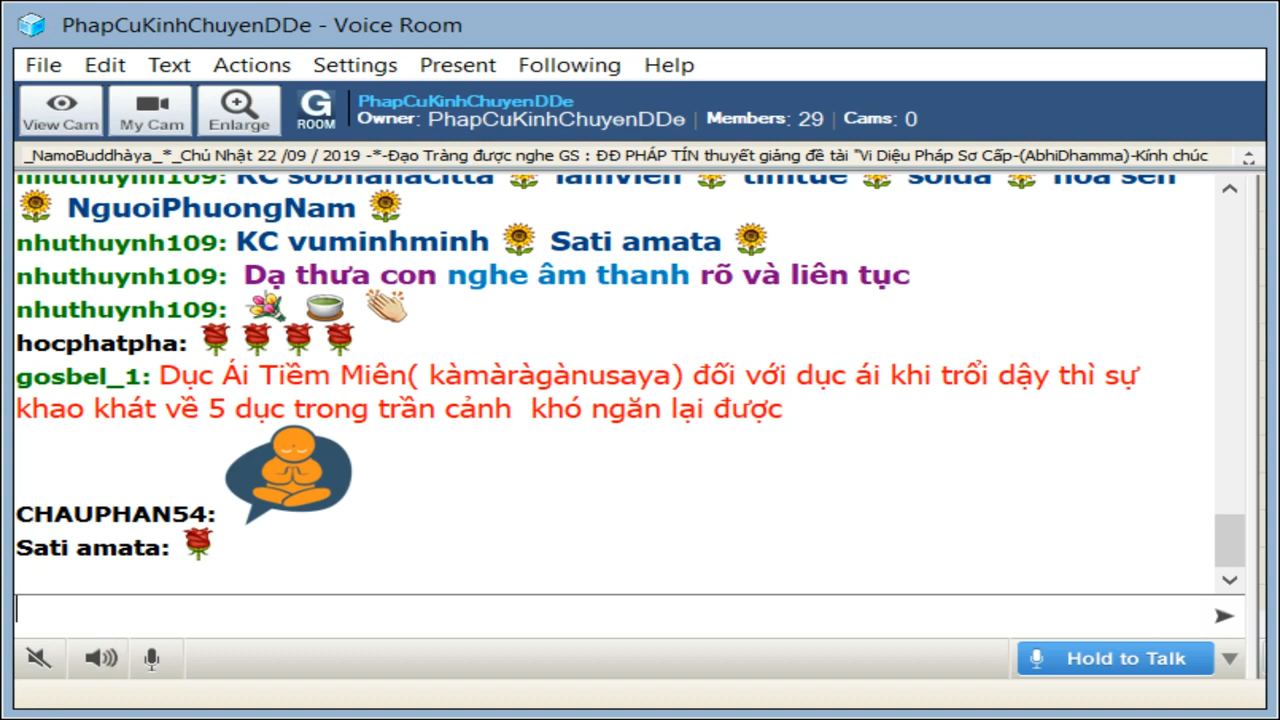 PhapCuKinhChuyenDDe - Voice Room
File Edit Text Actions Settings Present Following Help
View Cam My Cam Enlarge G ROOM
PhapCuKinhChuyenDDe
Owner: PhapCuKinhChuyenDDe | Members: 29 | Cams: 0
_NamoBuddhàya_*_Chủ Nhật 22 /09 / 2019 -*-Đạo Tràng được nghe GS : ĐĐ PHÁP TÍN thuyết giảng đề tài "Vi Diệu Pháp Sơ Cấp-(AbhiDhamma)-Kính chúc
nhuthuynh109: KC sobhanacitta
NguoiPhuongNam
nhuthuynh109: KC vuminhminh Sati amata
nhuthuynh109: Dạ thưa con nghe âm thanh rõ và liên tục
nhuthuynh109:
hocphatpha:
gosbel_1: Dục Ái Tiềm Miên( kàmàràgànusaya) đối với dục ái khi trổi dậy thì sự
khao khát về 5 dục trong trần cảnh khó ngăn lại được
CHAUPHAN54:
Sati amata:
Hold to Talk